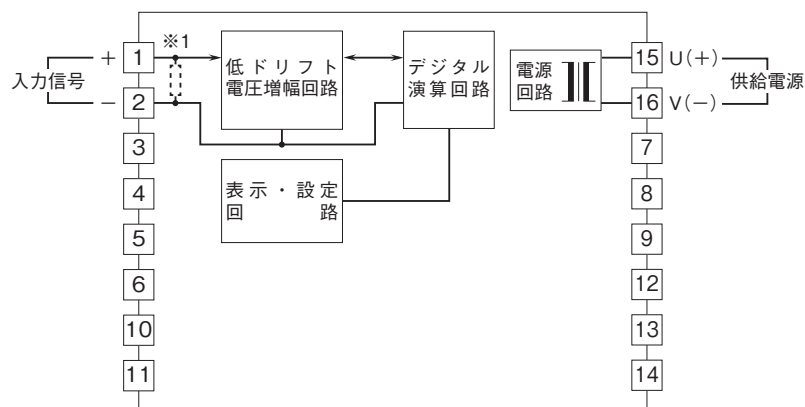 ※1
入力信号
+
−
1
2
3
4
5
6
10
11
低ドリフト
電圧増幅回路
デジタル
演算回路
表示・設定
回　　　路
電源
回路
15
16
7
8
9
12
13
14
U(+)
V(−)
供給電源